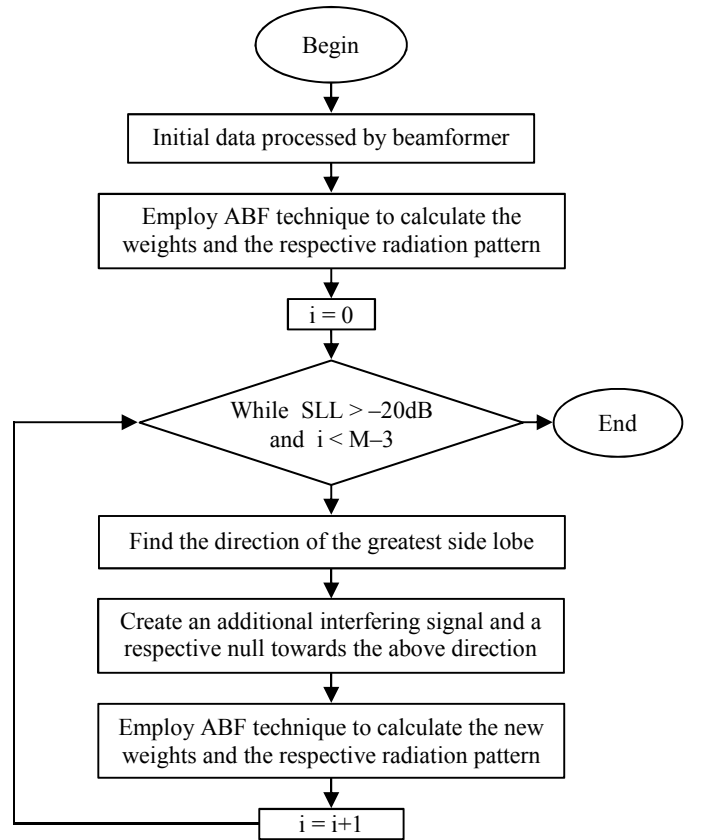 Begin
Initial data processed by beamformer
Employ ABF technique to calculate the
weights and the respective radiation pattern
i = 0
While SLL > –20dB
and i < M–3
End
Find the direction of the greatest side lobe
Create an additional interfering signal and a
respective null towards the above direction
Employ ABF technique to calculate the new
weights and the respective radiation pattern
i = i+1